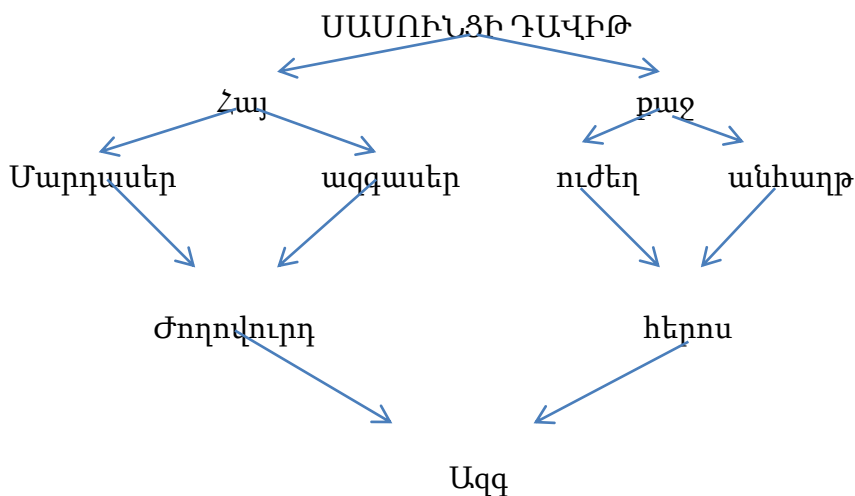 ՍԱՍՈՒՆՑԻ ԴԱՎԻԹ
Հայ քաջ
Մարդասեր ազգասեր ուժեղ անհաղթ
Ժողովուրդ հերոս
Ազգ